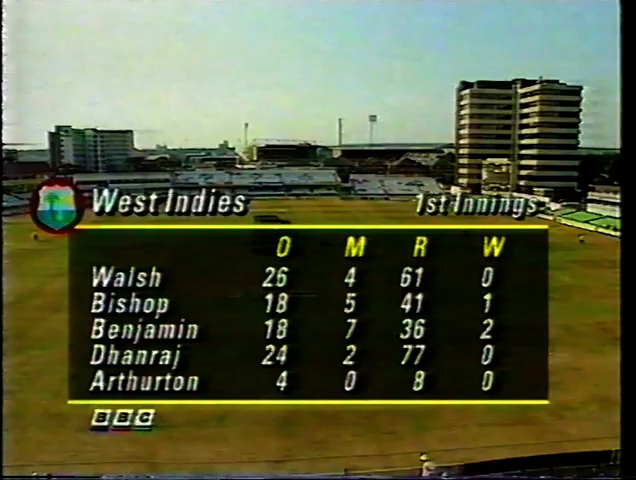 West Indies 1st Innings
O M R W
Walsh 26 4 61 0
Bishop 18 5 41 1
Benjamin 18 7 36 2
Dhanraj 24 2 77 0
Arthurton 4 0 8 0
BBC